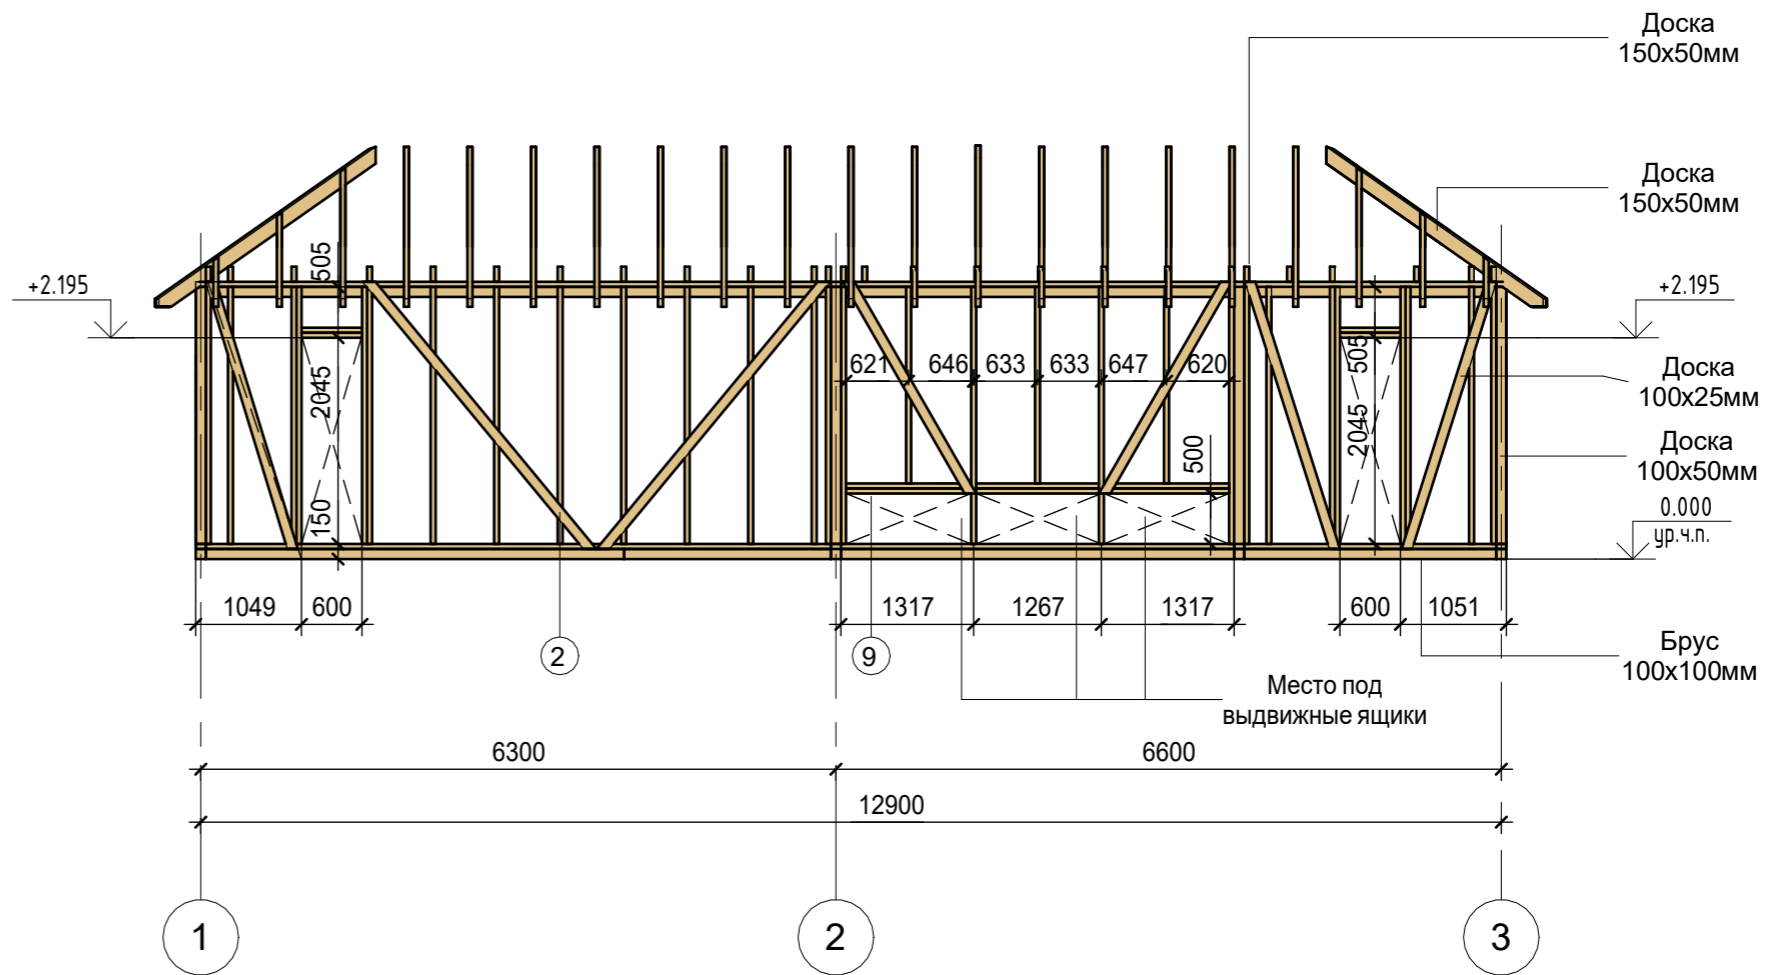 Доска
150х50мм
Доска
150х50мм
505
+2.195
+2.195
621
646
633
633
647
620
505
2045
2045
Доска
100х25мм
Доска
100х50мм
500
150
0.000
ур.ч.п.
1049
600
1317
1267
1317
600
1051
2
9
Брус
100х100мм
Место под
выдвижные ящики
6300
6600
12900
1
2
3